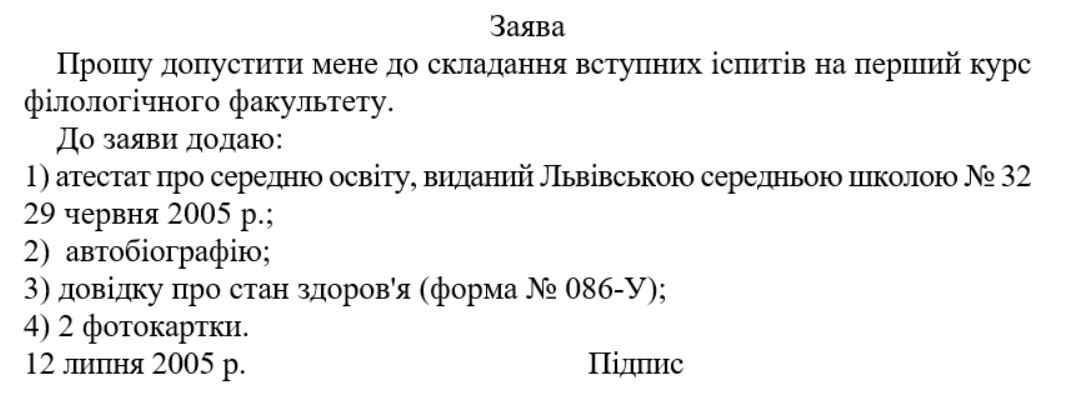 Заява
Прошу допустити мене до складання вступних іспитів на перший курс
філологічного факультету.
До заяви додаю:
1) атестат про середню освіту, виданий Львівською середньою школою № 32
29 червня 2005 р.;
2) автобіографію;
3) довідку про стан здоров'я (форма № 086-У);
4) 2 фотокартки.
12 липня 2005 р. Підпис